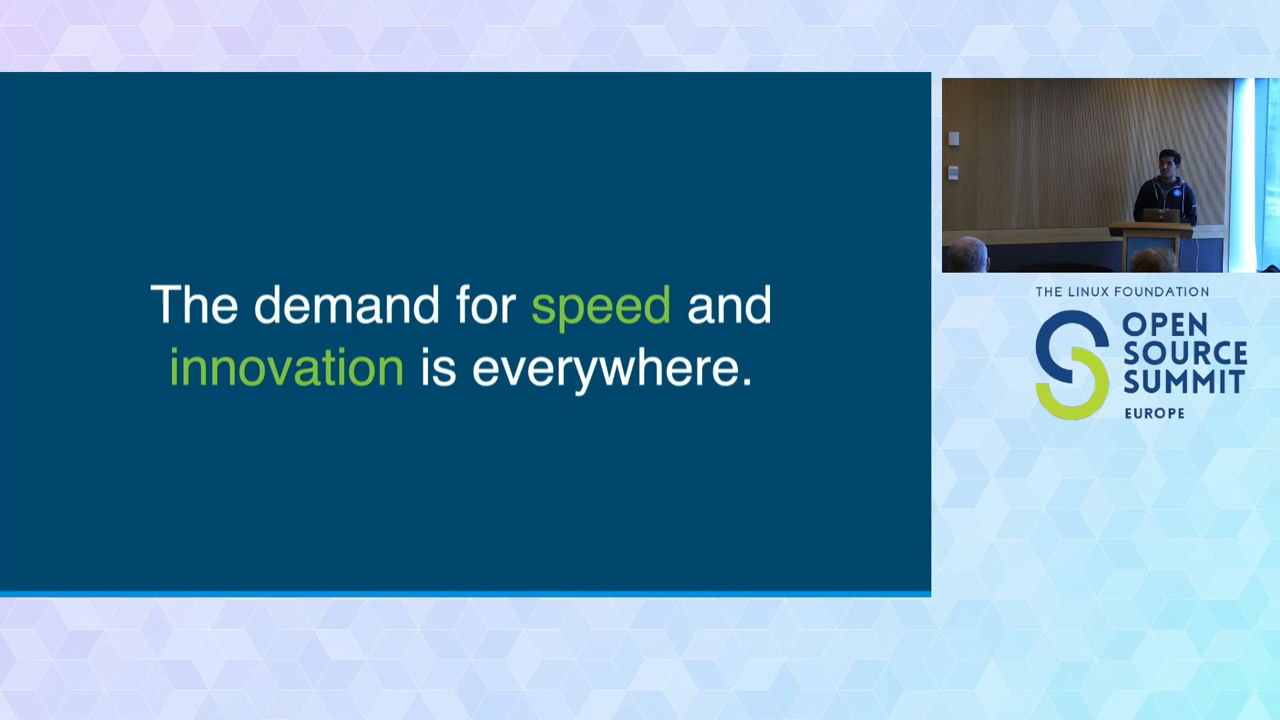 The demand for speed and
innovation is everywhere.
THE LINUX FOUNDATION
OPEN
SOURCE
SUMMIT
EUROPE